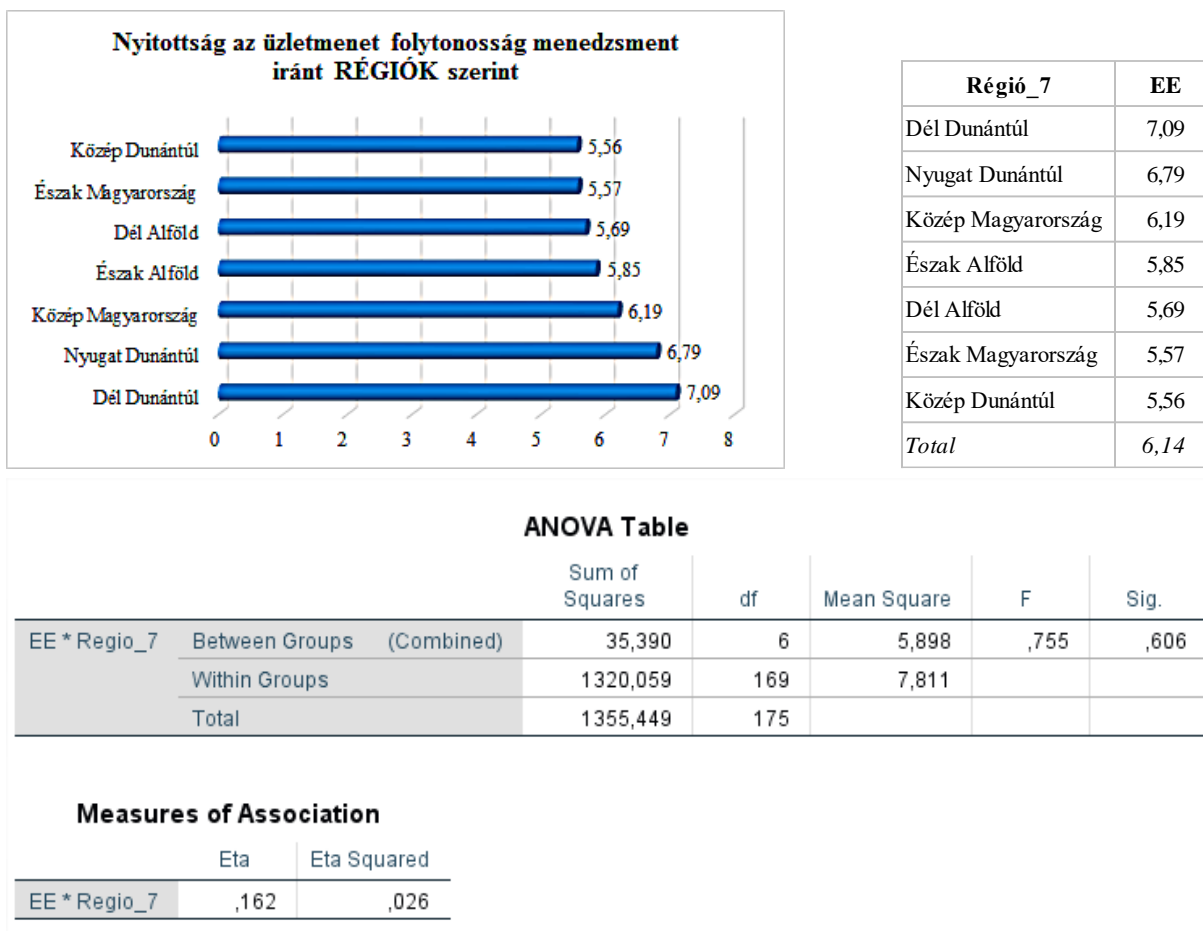 Nyitottság az üzletmenet folytonosság menedzsment
iránt RÉGIÓK szerint
Közép Dunántúl 5,56
Észak Magyarország 5,57
Dél Alföld 5,69
Észak Alföld 5,85
Közép Magyarország 6,19
Nyugat Dunántúl 6,79
Dél Dunántúl 7,09
0 1 2 3 4 5 6 7 8
Régió_7 EE
Dél Dunántúl 7,09
Nyugat Dunántúl 6,79
Közép Magyarország 6,19
Észak Alföld 5,85
Dél Alföld 5,69
Észak Magyarország 5,57
Közép Dunántúl 5,56
Total 6,14
ANOVA Table
Sum of
Squares df Mean Square F Sig.
EE * Regio_7 Between Groups (Combined) 35,390 6 5,898 ,755 ,606
Within Groups 1320,059 169 7,811
Total 1355,449 175
Measures of Association
Eta Eta Squared
EE * Regio_7 ,162 ,026